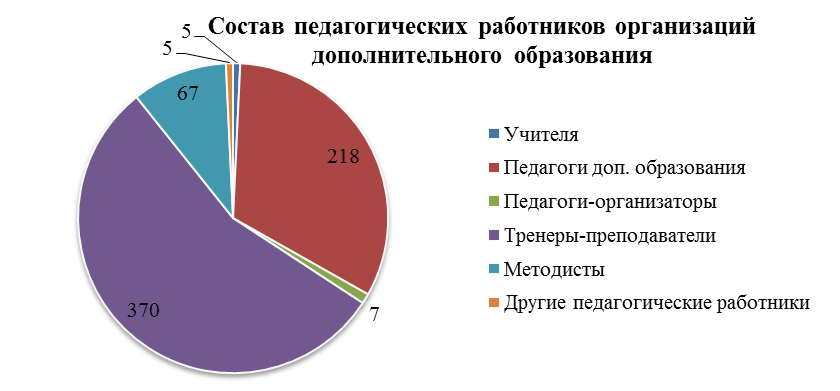 Состав педагогических работников организаций
дополнительного образования
5
5
67
218
370
7
Учителя
Педагоги доп. образования
Педагоги-организаторы
Тренеры-преподаватели
Методисты
Другие педагогические работники